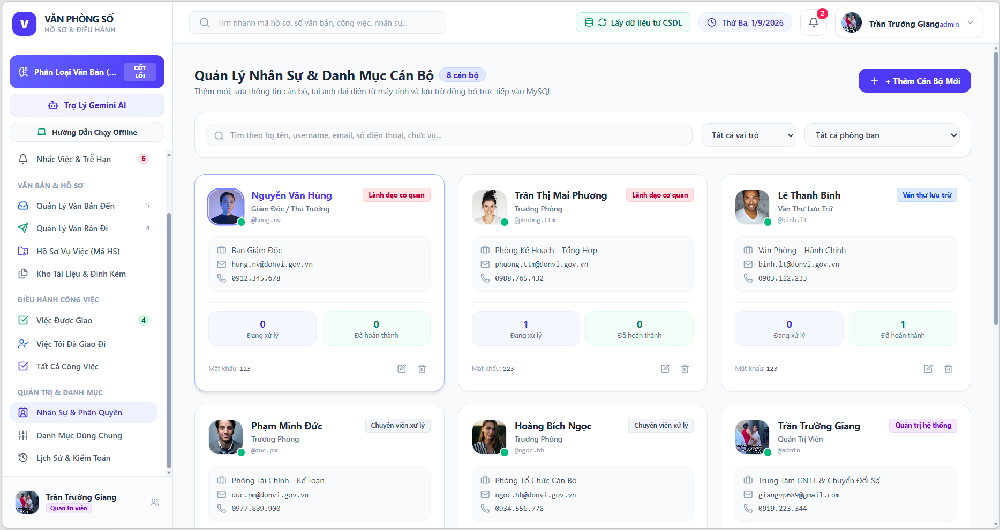 V
VĂN PHÒNG SỐ
HỒ SƠ & ĐIỀU HÀNH
Tìm nhanh mã hồ sơ, số văn bản, công việc, nhân sự...
Lấy dữ liệu từ CSDL
Thứ Ba, 1/9/2026
2
Trần Trường Giang admin
Phân Loại Văn Bản (...
CỐT LÕI
Trợ Lý Gemini AI
Hướng Dẫn Chạy Offline
Nhắc Việc & Trễ Hạn 6
VĂN BẢN & HỒ SƠ
Quản Lý Văn Bản Đến 5
Quản Lý Văn Bản Đi 4
Hồ Sơ Vụ Việc (Mã HS)
Kho Tài Liệu & Đính Kèm
ĐIỀU HÀNH CÔNG VIỆC
Việc Được Giao 4
Việc Tôi Đã Giao Đi
Tất Cả Công Việc
QUẢN TRỊ & DANH MỤC
Nhân Sự & Phân Quyền
Danh Mục Dùng Chung
Lịch Sử & Kiểm Toán
Trần Trường Giang
Quản trị viên
Quản Lý Nhân Sự & Danh Mục Cán Bộ 8 cán bộ
Thêm mới, sửa thông tin cán bộ, tải ảnh đại diện từ máy tính và lưu trữ đồng bộ trực tiếp vào MySQL
+ Thêm Cán Bộ Mới
Tìm theo họ tên, username, email, số điện thoại, chức vụ...
Tất cả vai trò
Tất cả phòng ban
Nguyễn Văn Hùng
Lãnh đạo cơ quan
Giám Đốc / Thủ Trưởng
@hung.nv
Ban Giám Đốc
hung.nv@donvi.gov.vn
0912.345.678
0
Đang xử lý
0
Đã hoàn thành
Mật khẩu: 123
Trần Thị Mai Phương
Lãnh đạo cơ quan
Trưởng Phòng
@phuong.ttm
Phòng Kế Hoạch - Tổng Hợp
phuong.ttm@donvi.gov.vn
0988.765.432
1
Đang xử lý
0
Đã hoàn thành
Mật khẩu: 123
Lê Thanh Bình
Văn thư lưu trữ
Văn Thư Lưu Trữ
@binh.lt
Văn Phòng - Hành Chính
binh.lt@donvi.gov.vn
0903.112.233
0
Đang xử lý
1
Đã hoàn thành
Mật khẩu: 123
Phạm Minh Đức
Chuyên viên xử lý
Trưởng Phòng
@duc.pm
Phòng Tài Chính - Kế Toán
duc.pm@donvi.gov.vn
0977.889.900
Hoàng Bích Ngọc
Chuyên viên xử lý
Trưởng Phòng
@ngoc.hb
Phòng Tổ Chức Cán Bộ
ngoc.hb@donvi.gov.vn
0934.556.778
Trần Trường Giang
Quản trị hệ thống
Quản Trị Viên
@admin
Trung Tâm CNTT & Chuyển Đổi Số
giangvp689@gmail.com
0919.223.344